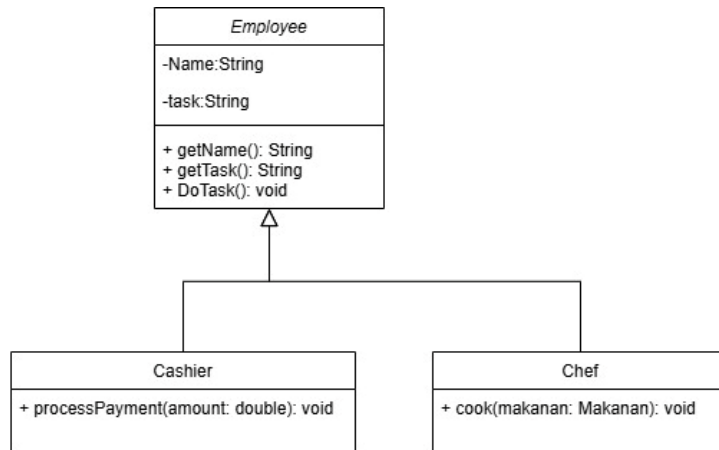 Employee
-Name:String
-task:String
+ getName(): String
+ getTask(): String
+ DoTask(): void
Cashier
+ processPayment(amount: double): void
Chef
+ cook(makanan: Makanan): void